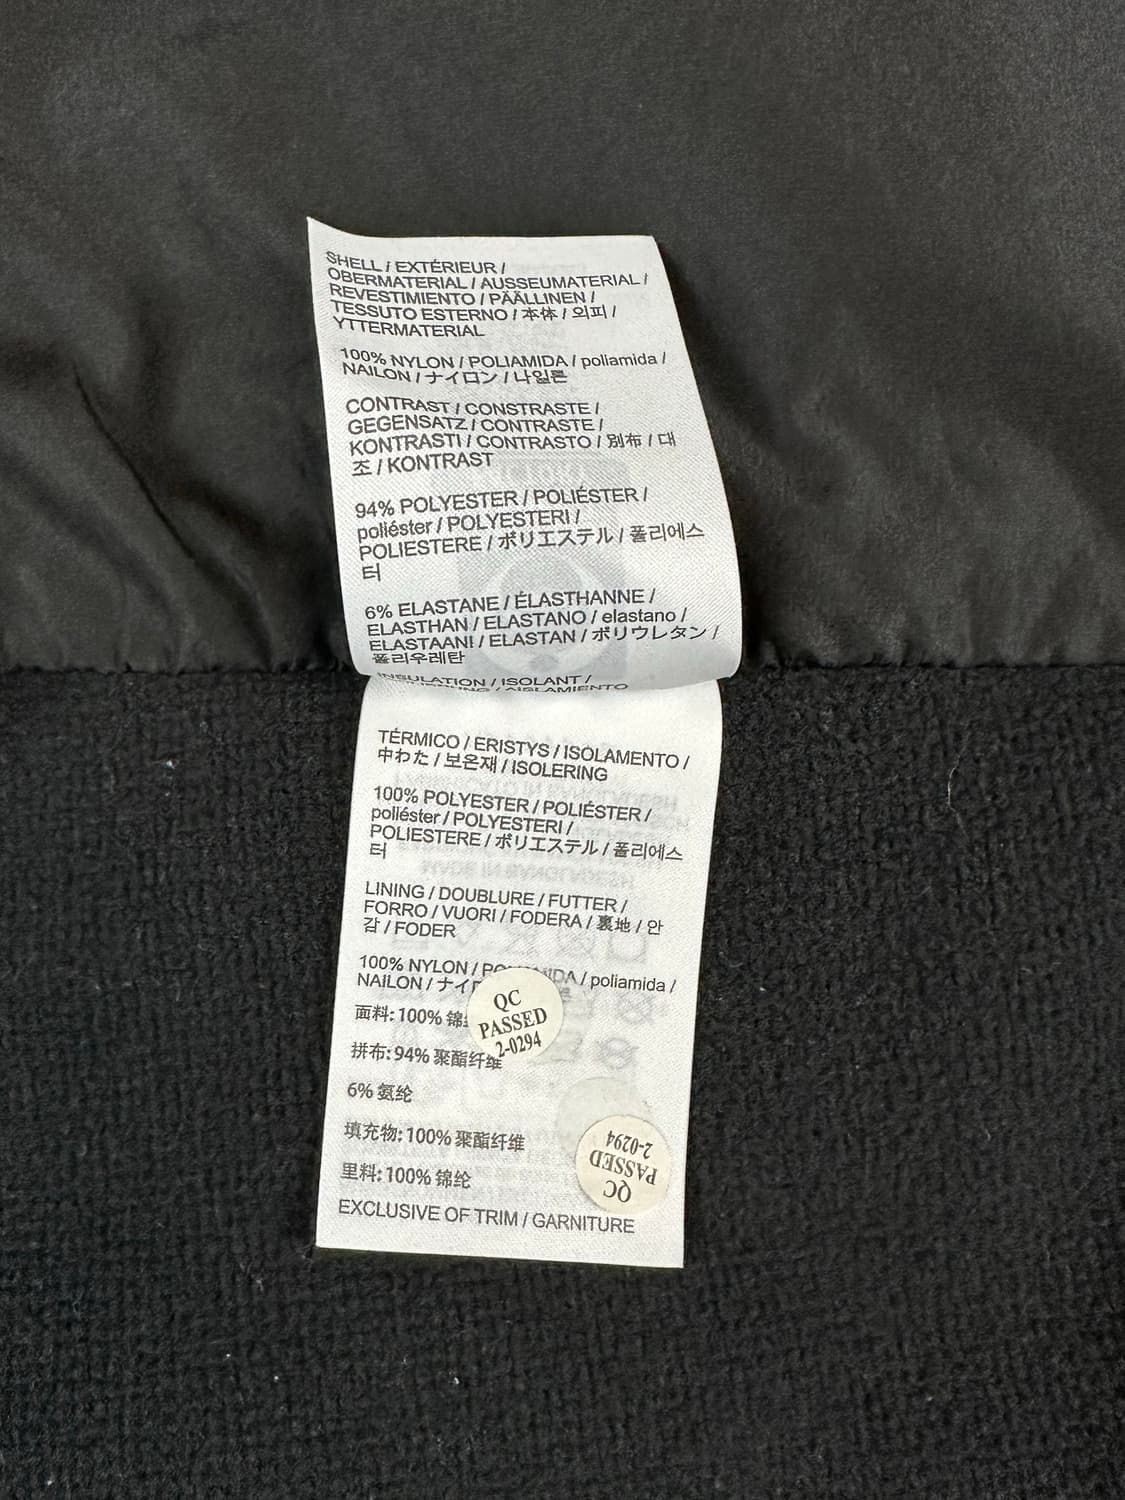 SHELL / EXTÉRIEUR /
OBERMATERIAL / AUSSEUMATERIAL /
REVESTIMIENTO / PÄÄLLINEN /
TESSUTO ESTERNO / 本体 / 외피 /
YTTERMATERIAL
100% NYLON / POLIAMIDA / poliamida /
NAILON / ナイロン / 나일론
CONTRAST / CONSTRASTE /
GEGENSATZ / CONTRASTE /
KONTRASTI / CONTRASTO / 別布 / 대
조 / KONTRAST
94% POLYESTER / POLIÉSTER /
poliéster / POLYESTERI /
POLIESTERE / ポリエステル / 폴리에스
터
6% ELASTANE / ÉLASTHANNE /
ELASTHAN / ELASTANO / elastano /
ELASTAANI / ELASTAN / ポリウレタン /
폴리우레탄
INSULATION / ISOLANT /
AISLAMIENTO
TÉRMICO / ERISTYS / ISOLAMENTO /
中わた / 보온재 / ISOLERING
100% POLYESTER / POLIÉSTER /
poliéster / POLYESTERI /
POLIESTERE / ポリエステル / 폴리에스
터
LINING / DOUBLURE / FUTTER /
FORRO / VUORI / FODERA / 裏地 / 안
감 / FODER
100% NYLON / / poliamida /
NAILON /
面料: 100%
QC
PASSED
2-0294
拼布: 94% 聚酯纤维
6% 氨纶
填充物: 100% 聚酯纤维
里料: 100% 锦纶
QC
PASSED
2-0294
EXCLUSIVE OF TRIM / GARNITURE
MADE IN BANGLADESH